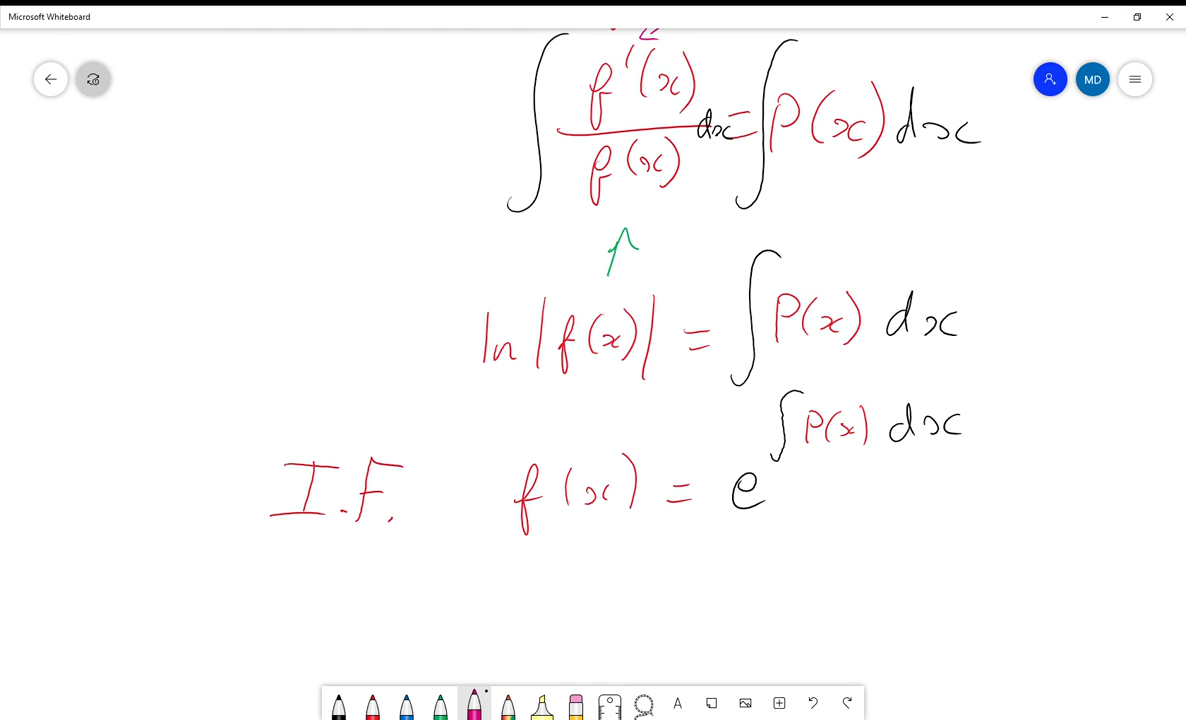 Microsoft Whiteboard
MD
∫ f'(x)/f(x) dx = ∫ P(x) dx
ln|f(x)| = ∫ P(x) dx
I.F. f(x) = e^∫ P(x) dx
A